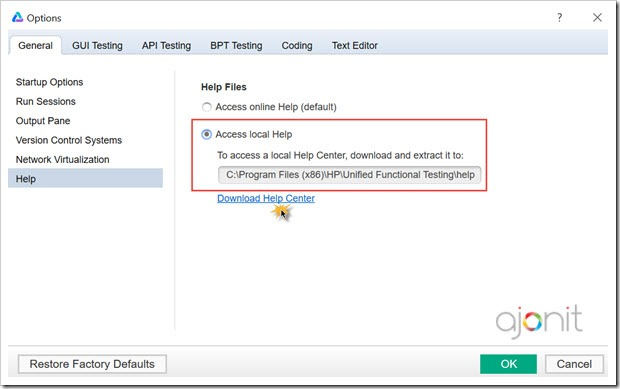 Options
?
General GUI Testing API Testing BPT Testing Coding Text Editor
Startup Options
Run Sessions
Output Pane
Version Control Systems
Network Virtualization
Help
Help Files
Access online Help (default)
Access local Help
To access a local Help Center, download and extract it to:
C:\Program Files (x86)\HP\Unified Functional Testing\help
Download Help Center
ajonit
Restore Factory Defaults
OK
Cancel